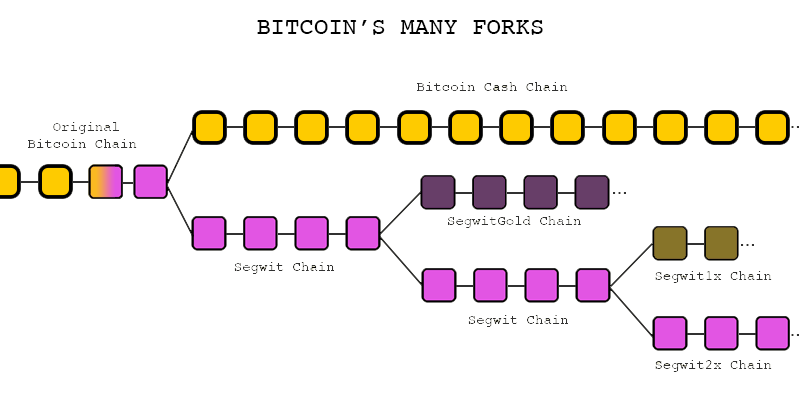 BITCOIN'S MANY FORKS
Bitcoin Cash Chain
Original
Bitcoin Chain
SegwitGold Chain
Segwit Chain
Segwit1x Chain
Segwit Chain
Segwit2x Chain